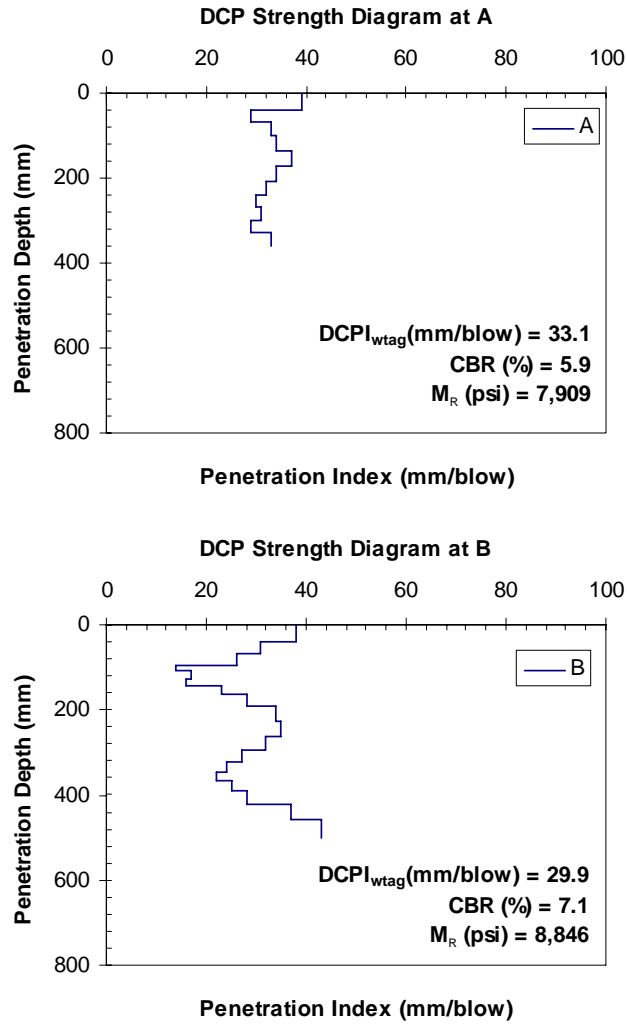 DCP Strength Diagram at A
0 20 40 60 80 100
0
200
400
600
800
Penetration Depth (mm)
A
DCPIwtag(mm/blow) = 33.1
CBR (%) = 5.9
MR (psi) = 7,909
Penetration Index (mm/blow)
DCP Strength Diagram at B
0 20 40 60 80 100
0
200
400
600
800
Penetration Depth (mm)
B
DCPIwtag(mm/blow) = 29.9
CBR (%) = 7.1
MR (psi) = 8,846
Penetration Index (mm/blow)